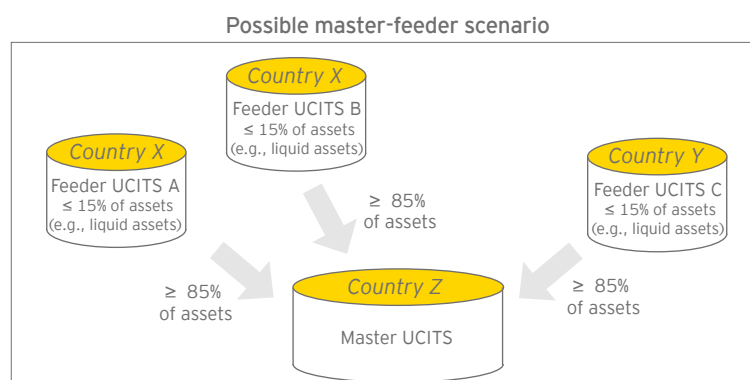 Possible master-feeder scenario
Country X
Feeder UCITS B
≤ 15% of assets
(e.g., liquid assets)
Country X
Feeder UCITS A
≤ 15% of assets
(e.g., liquid assets)
Country Y
Feeder UCITS C
≤ 15% of assets
(e.g., liquid assets)
≥ 85%
of assets
≥ 85%
of assets
≥ 85%
of assets
Country Z
Master UCITS